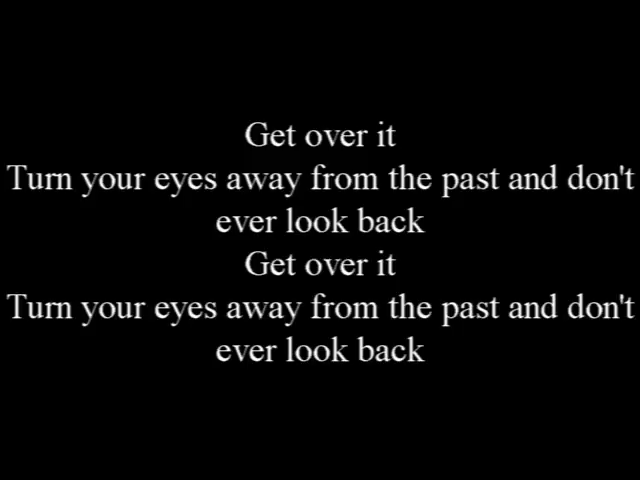 Get over it
Turn your eyes away from the past and don't
ever look back
Get over it
Turn your eyes away from the past and don't
ever look back